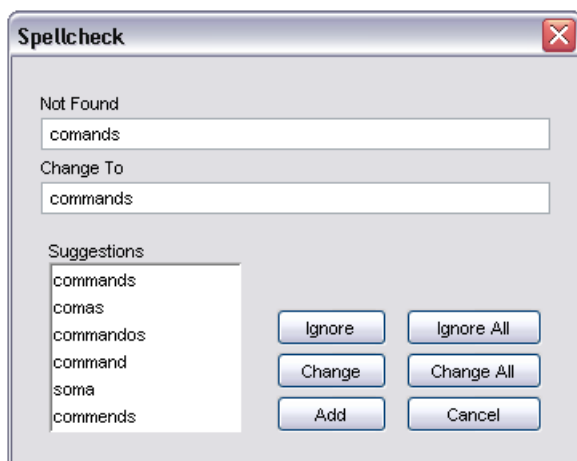 Spellcheck
Not Found
comands
Change To
commands
Suggestions
commands
comas
commandos
command
soma
commends
Ignore
Ignore All
Change
Change All
Add
Cancel